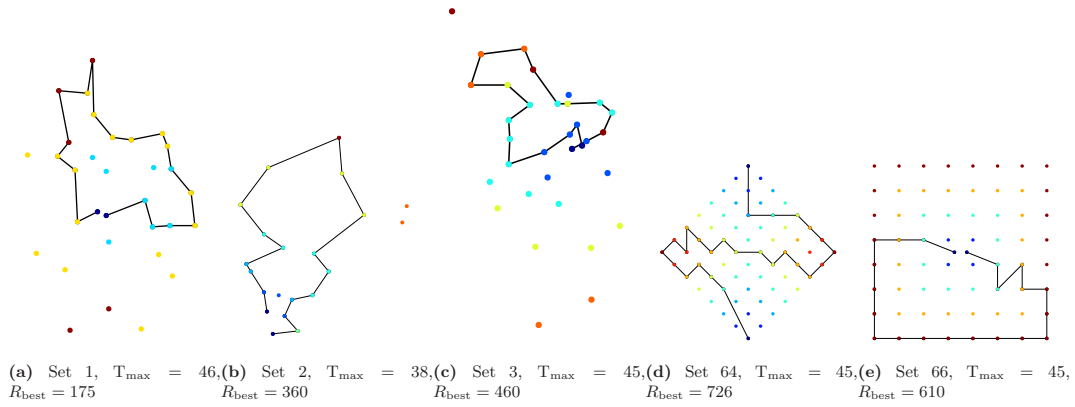 (a) Set 1, T_max = 46,
R_best = 175
(b) Set 2, T_max = 38,
R_best = 360
(c) Set 3, T_max = 45,
R_best = 460
(d) Set 64, T_max = 45,
R_best = 726
(e) Set 66, T_max = 45,
R_best = 610